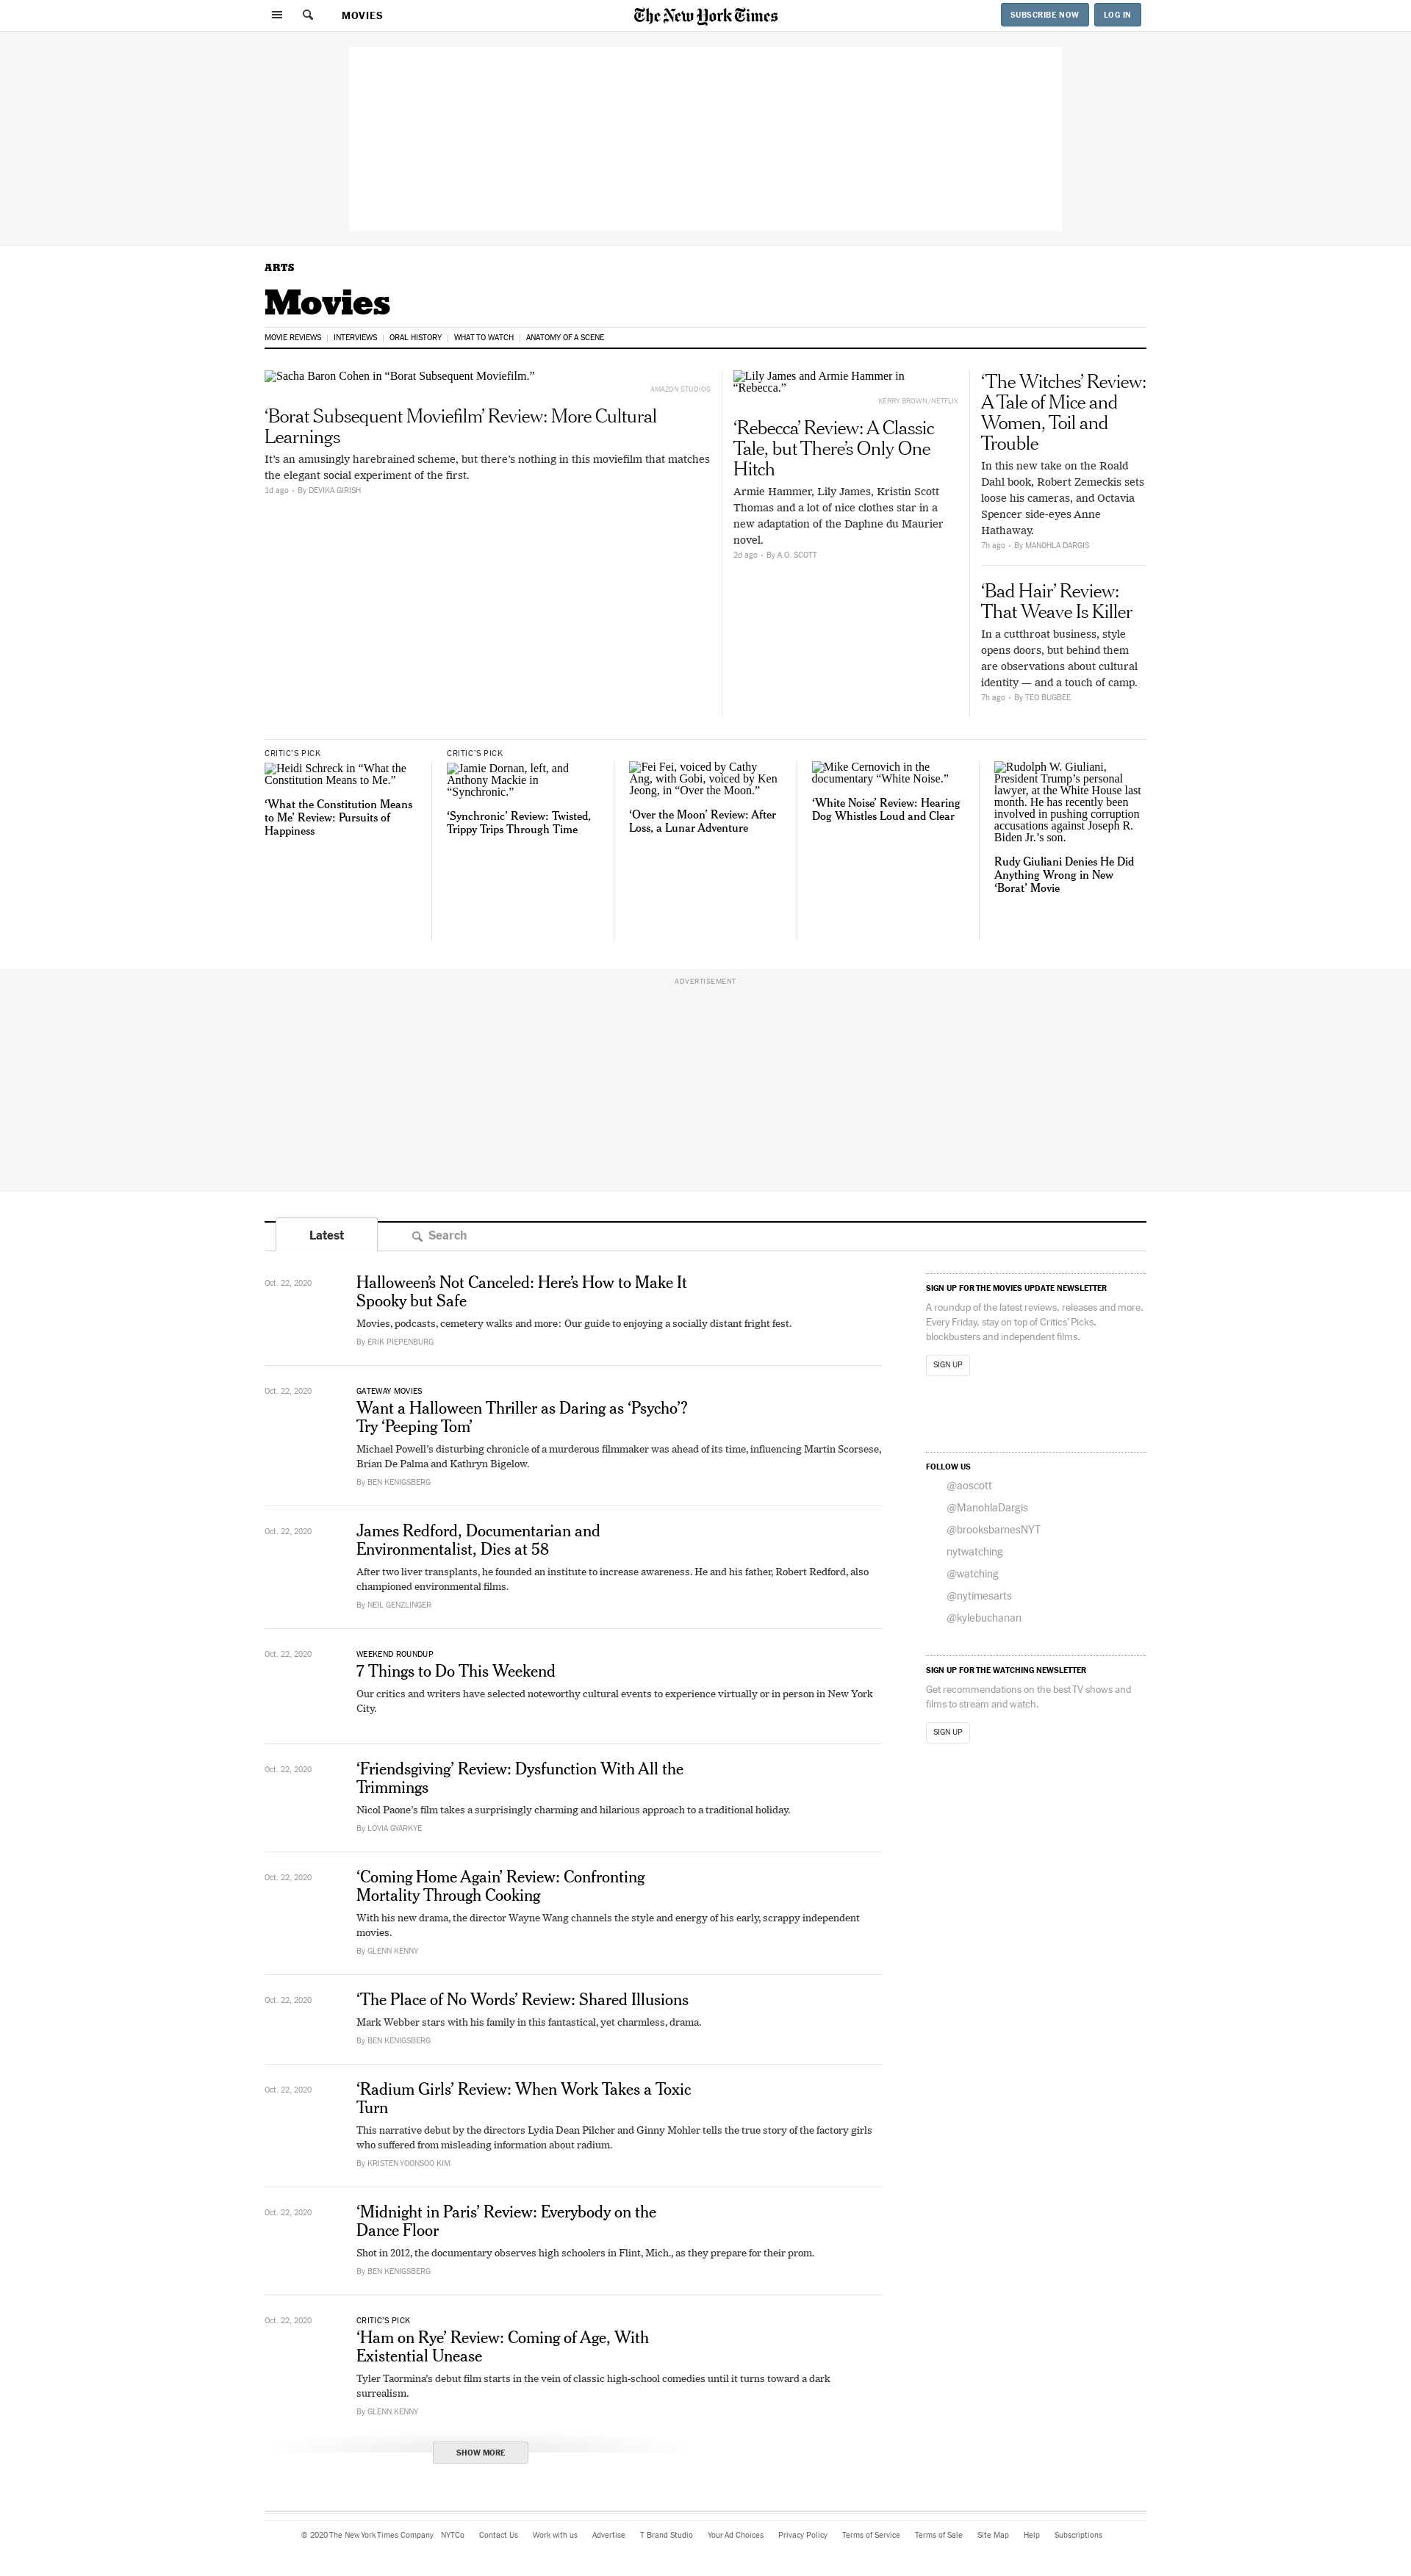 MOVIES
The New York Times
SUBSCRIBE NOW
LOG IN
ARTS
Movies
MOVIE REVIEWS | INTERVIEWS | ORAL HISTORY | WHAT TO WATCH | ANATOMY OF A SCENE
Sacha Baron Cohen in “Borat Subsequent Moviefilm.”
AMAZON STUDIOS
‘Borat Subsequent Moviefilm’ Review: More Cultural
Learnings
It’s an amusingly harebrained scheme, but there’s nothing in this moviefilm that matches
the elegant social experiment of the first.
1d ago • By DEVIKA GIRISH
Lily James and Armie Hammer in
“Rebecca.”
KERRY BROWN/NETFLIX
‘Rebecca’ Review: A Classic
Tale, but There’s Only One
Hitch
Armie Hammer, Lily James, Kristin Scott
Thomas and a lot of nice clothes star in a
new adaptation of the Daphne du Maurier
novel.
2d ago • By A.O. SCOTT
‘The Witches’ Review:
A Tale of Mice and
Women, Toil and
Trouble
In this new take on the Roald
Dahl book, Robert Zemeckis sets
loose his cameras, and Octavia
Spencer side-eyes Anne
Hathaway.
7h ago • By MANOHLA DARGIS
‘Bad Hair’ Review:
That Weave Is Killer
In a cutthroat business, style
opens doors, but behind them
are observations about cultural
identity — and a touch of camp.
7h ago • By TEO BUGBEE
CRITIC’S PICK
Heidi Schreck in “What the
Constitution Means to Me.”
‘What the Constitution Means
to Me’ Review: Pursuits of
Happiness
CRITIC’S PICK
Jamie Dornan, left, and
Anthony Mackie in
“Synchronic.”
‘Synchronic’ Review: Twisted,
Trippy Trips Through Time
Fei Fei, voiced by Cathy
Ang, with Gobi, voiced by Ken
Jeong, in “Over the Moon.”
‘Over the Moon’ Review: After
Loss, a Lunar Adventure
Mike Cernovich in the
documentary “White Noise.”
‘White Noise’ Review: Hearing
Dog Whistles Loud and Clear
Rudolph W. Giuliani,
President Trump’s personal
lawyer, at the White House last
month. He has recently been
involved in pushing corruption
accusations against Joseph R.
Biden Jr.’s son.
Rudy Giuliani Denies He Did
Anything Wrong in New
‘Borat’ Movie
ADVERTISEMENT
Latest
Search
Oct. 22, 2020
Halloween’s Not Canceled: Here’s How to Make It
Spooky but Safe
Movies, podcasts, cemetery walks and more: Our guide to enjoying a socially distant fright fest.
By ERIK PIEPENBURG
Oct. 22, 2020
GATEWAY MOVIES
Want a Halloween Thriller as Daring as ‘Psycho’?
Try ‘Peeping Tom’
Michael Powell’s disturbing chronicle of a murderous filmmaker was ahead of its time, influencing Martin Scorsese,
Brian De Palma and Kathryn Bigelow.
By BEN KENIGSBERG
Oct. 22, 2020
James Redford, Documentarian and
Environmentalist, Dies at 58
After two liver transplants, he founded an institute to increase awareness. He and his father, Robert Redford, also
championed environmental films.
By NEIL GENZLINGER
Oct. 22, 2020
WEEKEND ROUNDUP
7 Things to Do This Weekend
Our critics and writers have selected noteworthy cultural events to experience virtually or in person in New York
City.
Oct. 22, 2020
‘Friendsgiving’ Review: Dysfunction With All the
Trimmings
Nicol Paone’s film takes a surprisingly charming and hilarious approach to a traditional holiday.
By LOVIA GYARKYE
Oct. 22, 2020
‘Coming Home Again’ Review: Confronting
Mortality Through Cooking
With his new drama, the director Wayne Wang channels the style and energy of his early, scrappy independent
movies.
By GLENN KENNY
Oct. 22, 2020
‘The Place of No Words’ Review: Shared Illusions
Mark Webber stars with his family in this fantastical, yet charmless, drama.
By BEN KENIGSBERG
Oct. 22, 2020
‘Radium Girls’ Review: When Work Takes a Toxic
Turn
This narrative debut by the directors Lydia Dean Pilcher and Ginny Mohler tells the true story of the factory girls
who suffered from misleading information about radium.
By KRISTEN YOONSOO KIM
Oct. 22, 2020
‘Midnight in Paris’ Review: Everybody on the
Dance Floor
Shot in 2012, the documentary observes high schoolers in Flint, Mich., as they prepare for their prom.
By BEN KENIGSBERG
Oct. 22, 2020
CRITIC’S PICK
‘Ham on Rye’ Review: Coming of Age, With
Existential Unease
Tyler Taormina’s debut film starts in the vein of classic high-school comedies until it turns toward a dark
surrealism.
By GLENN KENNY
SHOW MORE
SIGN UP FOR THE MOVIES UPDATE NEWSLETTER
A roundup of the latest reviews, releases and more.
Every Friday, stay on top of Critics’ Picks,
blockbusters and independent films.
SIGN UP
FOLLOW US
@aoscott
@ManohlaDargis
@brooksbarnesNYT
nytwatching
@watching
@nytimesarts
@kylebuchanan
SIGN UP FOR THE WATCHING NEWSLETTER
Get recommendations on the best TV shows and
films to stream and watch.
SIGN UP
© 2020 The New York Times Company NYTCo Contact Us Work with us Advertise T Brand Studio Your Ad Choices Privacy Policy Terms of Service Terms of Sale Site Map Help Subscriptions